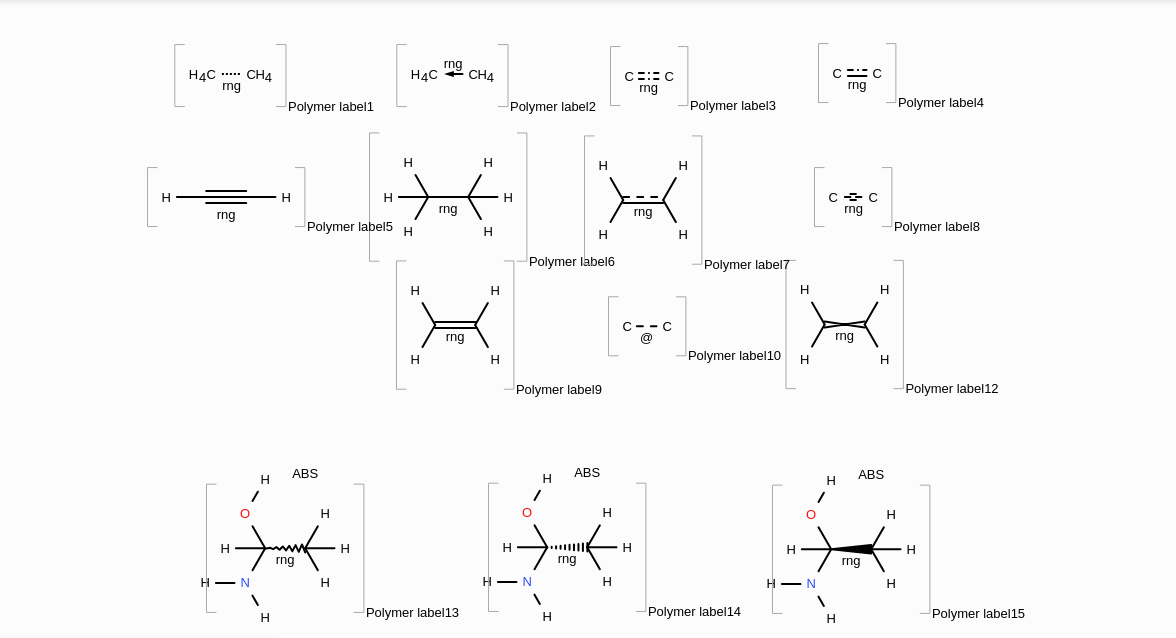 H4C CH4
rng
Polymer label1
rng
H4C CH4
Polymer label2
C C
rng
Polymer label3
C C
rng
Polymer label4
H H
rng
Polymer label5
H H
H H
rng
H H
Polymer label6
H H
rng
H H
Polymer label7
C C
rng
Polymer label8
H H
rng
H H
Polymer label9
C C
@
Polymer label10
H H
rng
H H
Polymer label12
H ABS
O H
H H
rng
H N H
H
Polymer label13
H ABS
O H
H H
rng
H N H
H
Polymer label14
H ABS
O H
H H
rng
H N H
H
Polymer label15